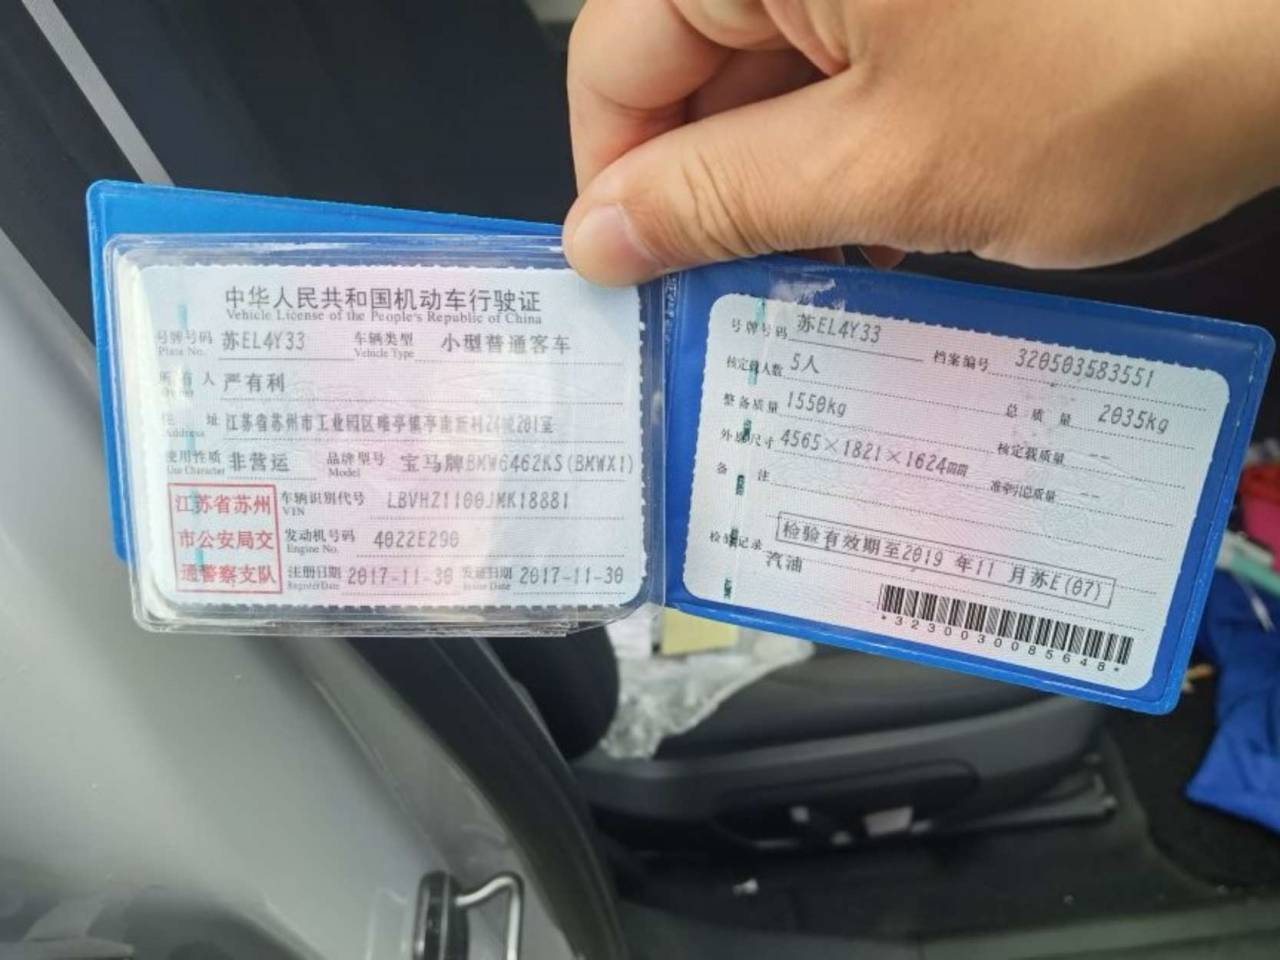 中华人民共和国机动车行驶证
Vehicle License of the People's Republic of China
号牌号码 苏EL4Y33 车辆类型 小型普通客车
Plate No. Vehicle Type
所有人 严有利
住 址 江苏省苏州市工业园区唯亭镇亭南新村24幢201室
Address
使用性质 非营运 品牌型号 宝马牌BMW6462KS(BMWX1)
Use Character Model
江苏省苏州
市公安局交
通警察支队
车辆识别代号 LBVHZ1100JMK18881
VIN
发动机号码 4022E290
Engine No.
注册日期 2017-11-30 发证日期 2017-11-30
Register Date Issue Date
号牌号码 苏EL4Y33 档案编号 320503583551
核定载人数 5人 总质量 2035kg
整备质量 1550kg 核定载质量 --
外廓尺寸 4565×1821×1624mm 准牵引总质量 --
备 注
检验记录 检验有效期至2019年11月苏E(07)
汽油
*3230030085648*